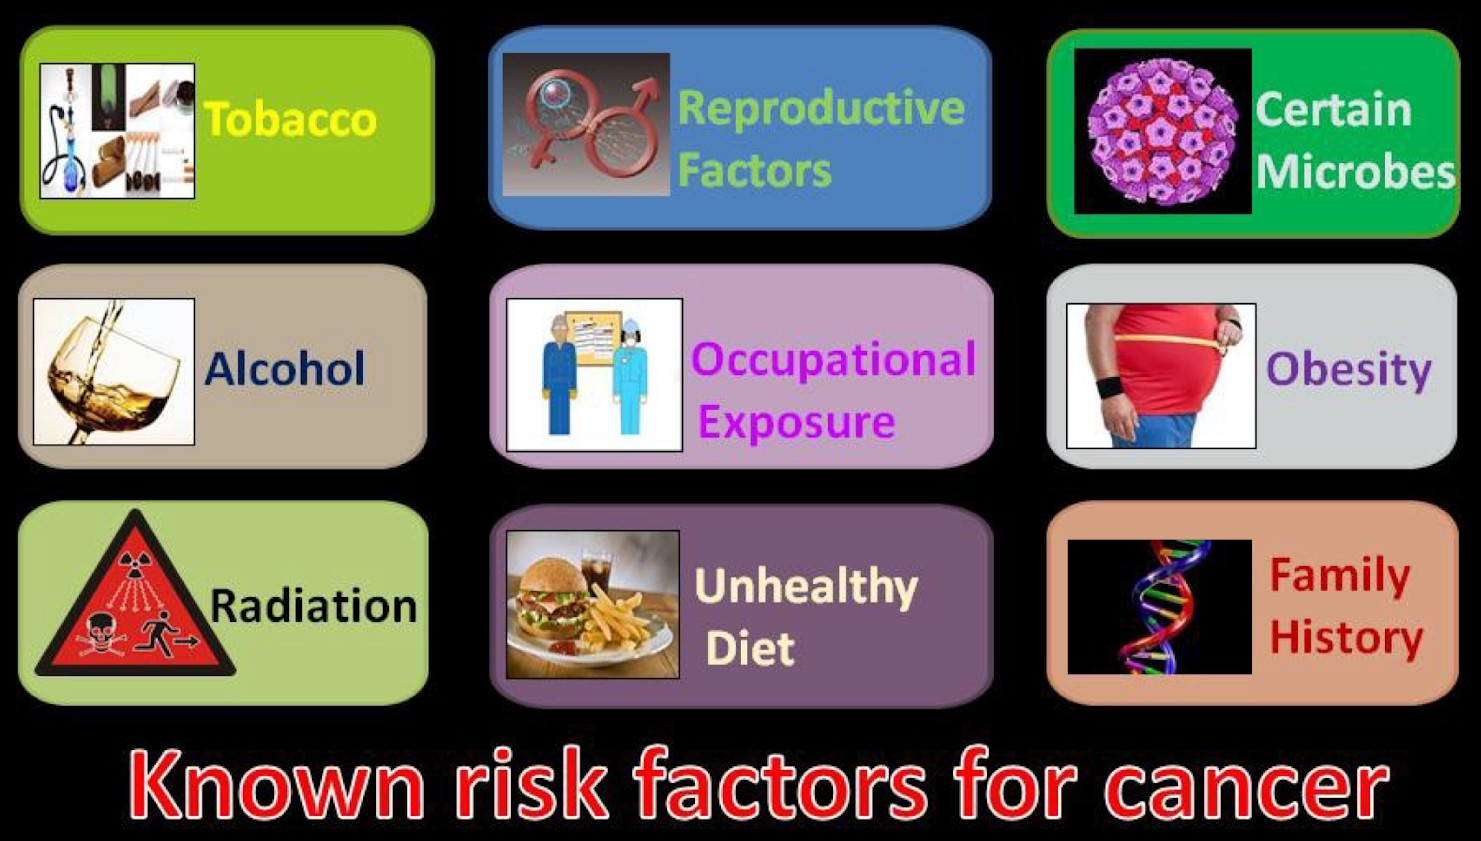 Tobacco
Reproductive
Factors
Certain
Microbes
Alcohol
Occupational
Exposure
Obesity
Radiation
Unhealthy
Diet
Family
History
Known risk factors for cancer